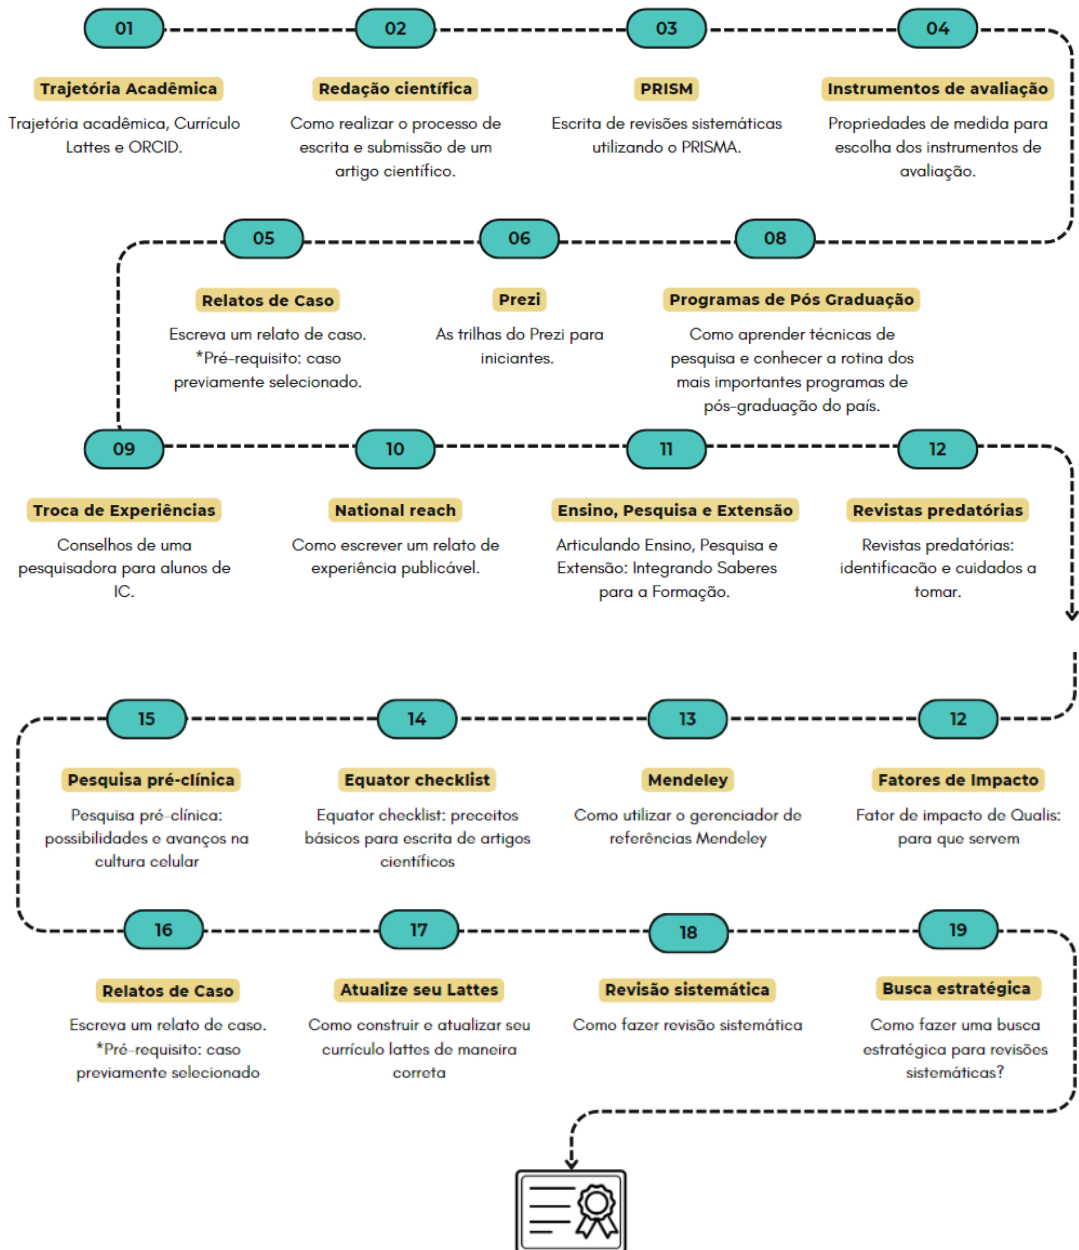 01
02
03
04
Trajetória Acadêmica
Trajetória acadêmica, Currículo
Lattes e ORCID.
Redação científica
Como realizar o processo de
escrita e submissão de um
artigo científico.
PRISM
Escrita de revisões sistemáticas
utilizando o PRISMA.
Instrumentos de avaliação
Propriedades de medida para
escolha dos instrumentos de
avaliação.
05
06
08
Relatos de Caso
Escreva um relato de caso.
*Pré-requisito: caso
previamente selecionado.
Prezi
As trilhas do Prezi para
iniciantes.
Programas de Pós Graduação
Como aprender técnicas de
pesquisa e conhecer a rotina dos
mais importantes programas de
pós-graduação do país.
09
10
11
12
Troca de Experiências
Conselhos de uma
pesquisadora para alunos de
IC.
National reach
Como escrever um relato de
experiência publicável.
Ensino, Pesquisa e Extensão
Articulando Ensino, Pesquisa e
Extensão: Integrando Saberes
para a Formação.
Revistas predatórias
Revistas predatórias:
identificacão e cuidados a
tomar.
15
14
13
12
Pesquisa pré-clínica
Pesquisa pré-clínica:
possibilidades e avanços na
cultura celular
Equator checklist
Equator checklist: preceitos
básicos para escrita de artigos
científicos
Mendeley
Como utilizar o gerenciador de
referências Mendeley
Fatores de Impacto
Fator de impacto de Qualis:
para que servem
16
17
18
19
Relatos de Caso
Escreva um relato de caso.
*Pré-requisito: caso
previamente selecionado
Atualize seu Lattes
Como construir e atualizar seu
currículo lattes de maneira
correta
Revisão sistemática
Como fazer revisão sistemática
Busca estratégica
Como fazer uma busca
estratégica para revisões
sistemáticas?